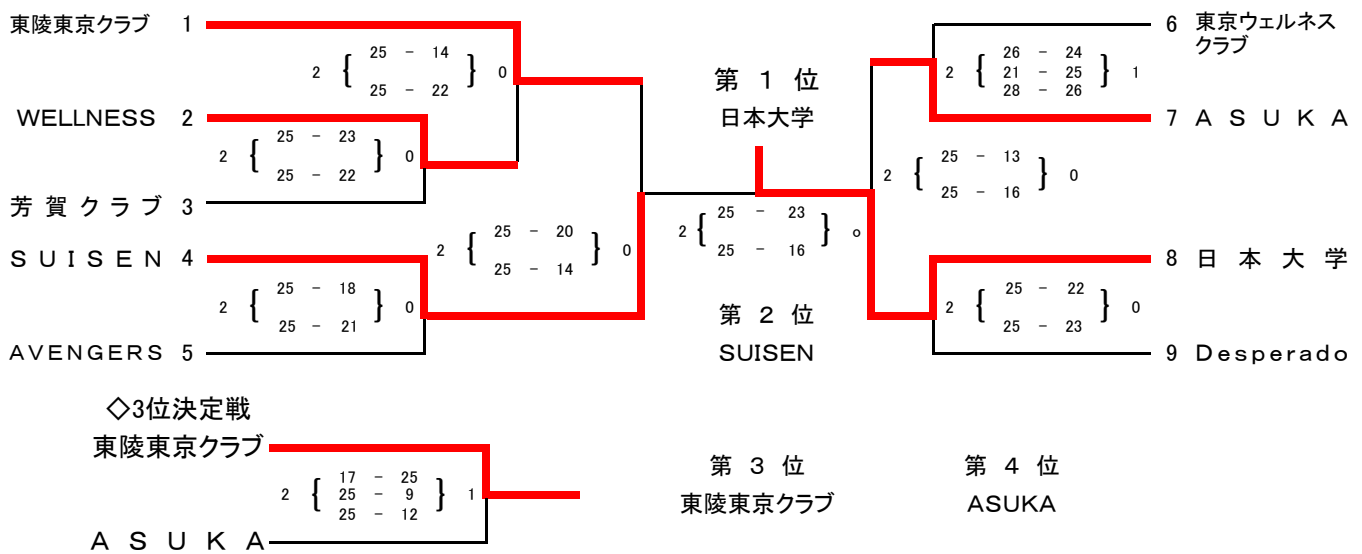 東陵東京クラブ 1
2 { 25 － 14 } 0
25 － 22
WELLNESS 2
2 { 25 － 23 } 0
25 － 22
芳賀クラブ 3
ＳＵＩＳＥＮ 4
2 { 25 － 18 } 0
25 － 21
AVENGERS 5
2 { 25 － 20 } 0
25 － 14
第 １ 位
日本大学
2 { 25 － 23 } o
25 － 16
第 ２ 位
SUISEN
6 東京ウェルネス
クラブ
2 { 26 － 24 } 1
21 － 25
28 － 26
7 ＡＳＵＫＡ
2 { 25 － 13 } 0
25 － 16
8 日本大学
2 { 25 － 22 } 0
25 － 23
9 Desperado
◇3位決定戦
東陵東京クラブ
2 { 17 － 25 } 1
25 － 9
25 － 12
ＡＳＵＫＡ
第 ３ 位
東陵東京クラブ
第 ４ 位
ASUKA